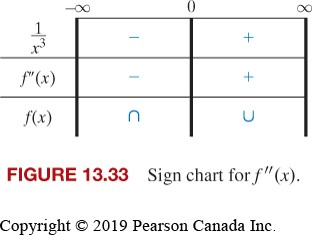 −∞ 0 ∞
1/x³ − +
f″(x) − +
f(x) ∩ ∪
FIGURE 13.33 Sign chart for f″(x).
Copyright © 2019 Pearson Canada Inc.